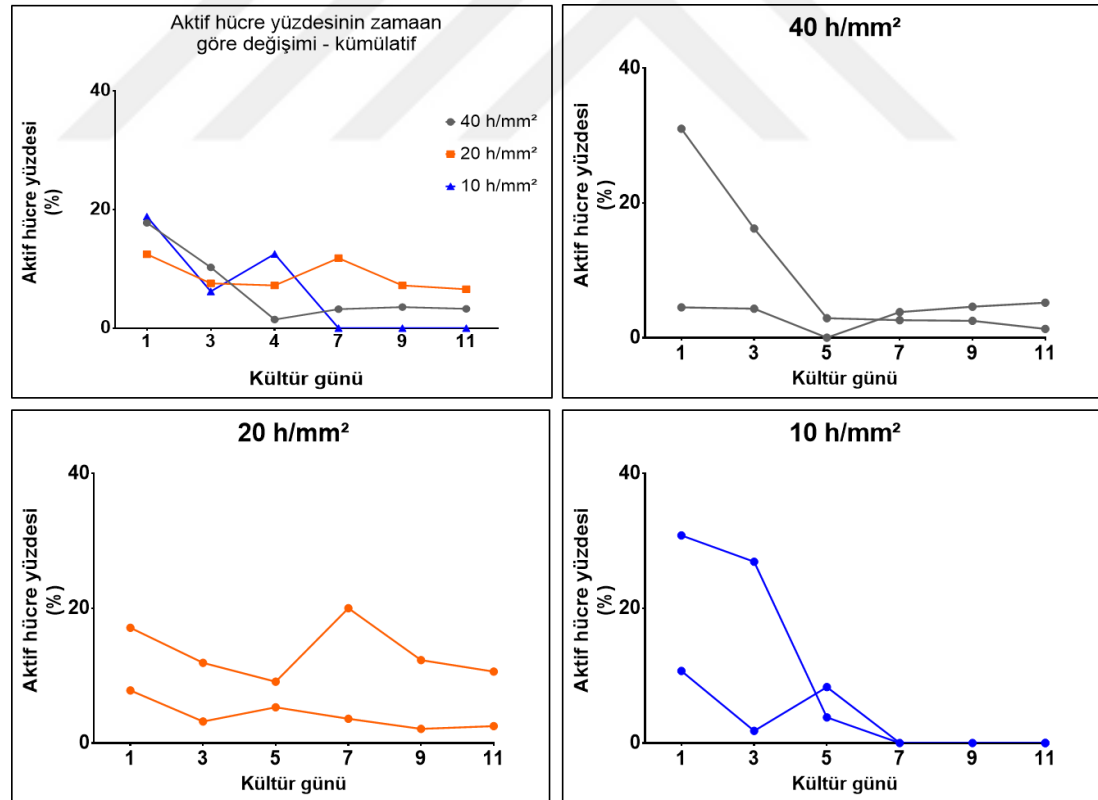 Aktif hücre yüzdesinin zamaan
göre değişimi - kümülatif
Aktif hücre yüzdesi
(%)
40
20
0
40 h/mm²
20 h/mm²
10 h/mm²
1 3 4 7 9 11
Kültür günü
40 h/mm²
Aktif hücre yüzdesi
(%)
40
20
0
1 3 5 7 9 11
Kültür günü
20 h/mm²
Aktif hücre yüzdesi
(%)
40
20
0
1 3 5 7 9 11
Kültür günü
10 h/mm²
Aktif hücre yüzdesi
(%)
40
20
0
1 3 5 7 9 11
Kültür günü